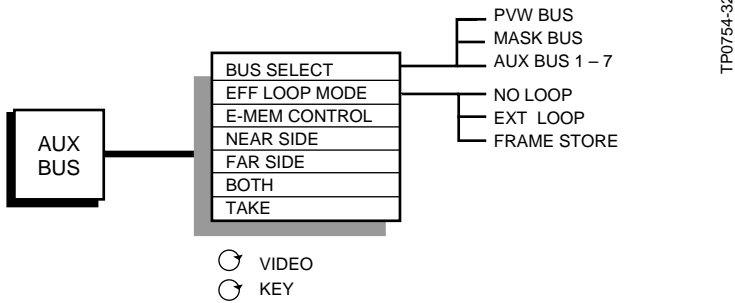 PVW BUS
MASK BUS
AUX BUS 1 – 7
NO LOOP
EXT LOOP
FRAME STORE
BUS SELECT
EFF LOOP MODE
E-MEM CONTROL
NEAR SIDE
FAR SIDE
BOTH
TAKE
AUX
BUS
VIDEO
KEY
TP0754-32